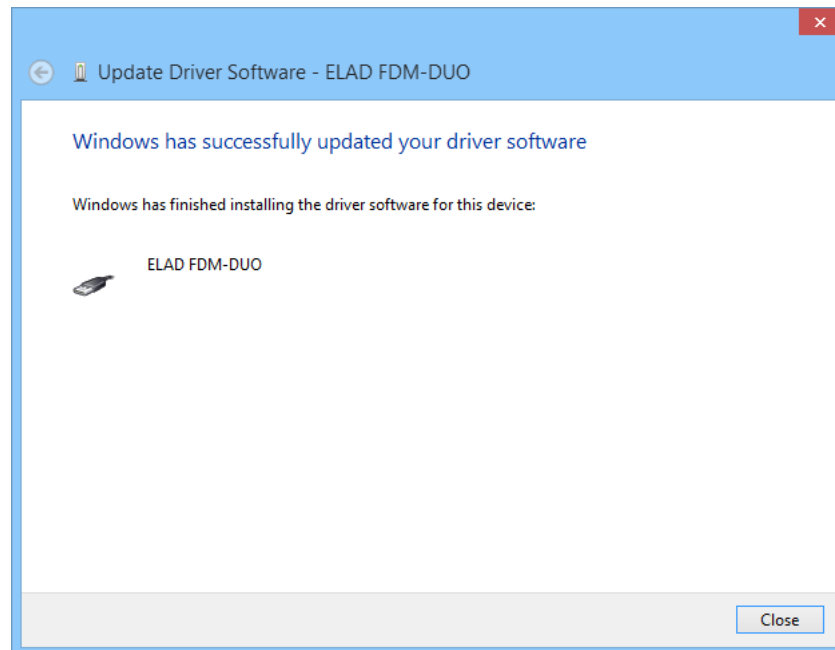 Update Driver Software - ELAD FDM-DUO
Windows has successfully updated your driver software
Windows has finished installing the driver software for this device:
ELAD FDM-DUO
Close